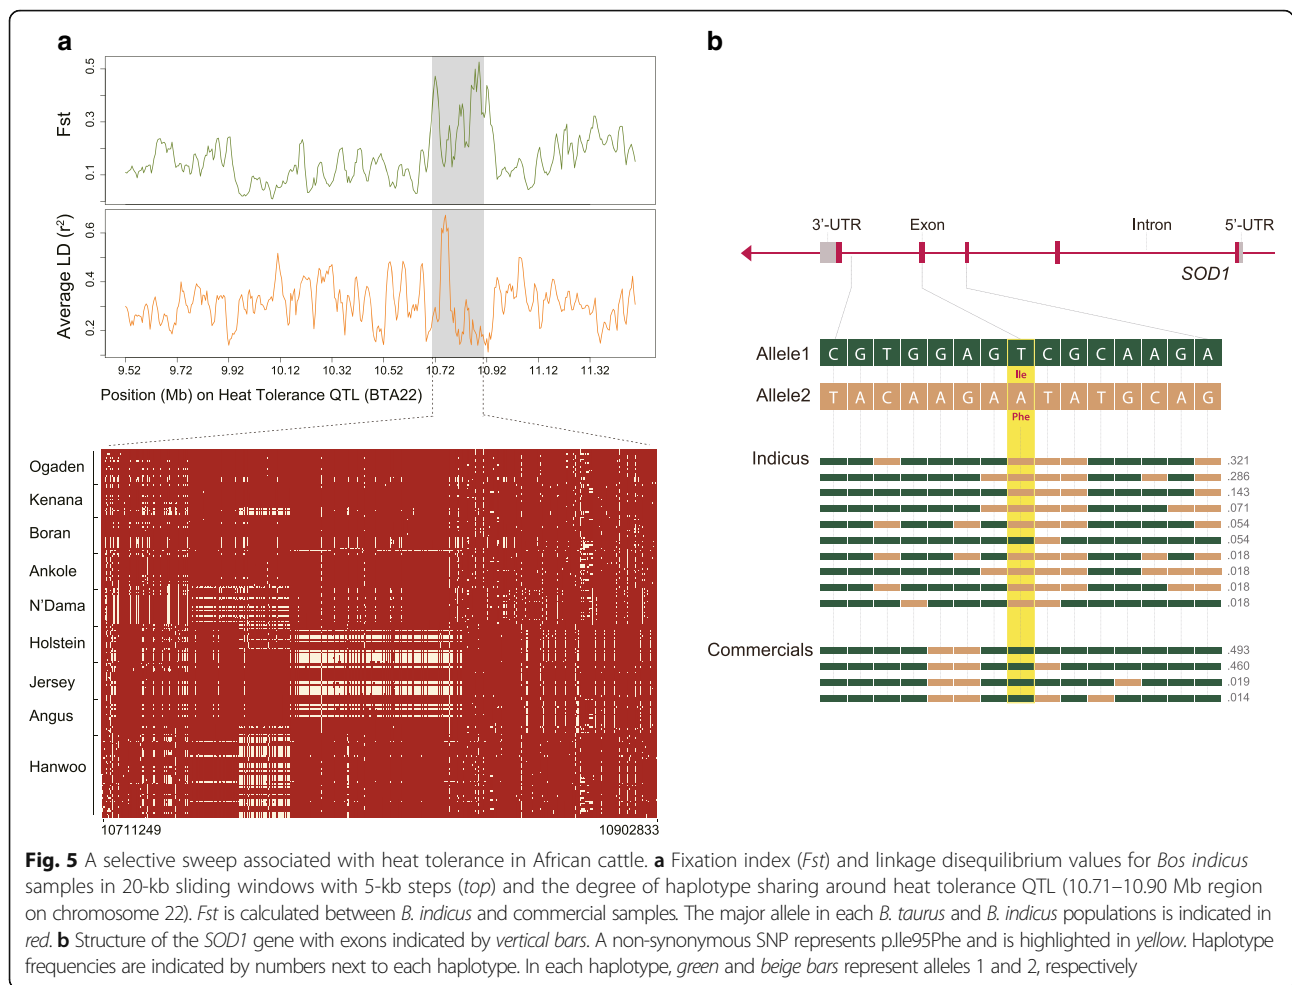 a
Fst
0.5
0.3
0.1
Average LD (r²)
0.6
0.4
0.2
9.52 9.72 9.92 10.12 10.32 10.52 10.72 10.92 11.12 11.32
Position (Mb) on Heat Tolerance QTL (BTA22)
Ogaden
Kenana
Boran
Ankole
N'Dama
Holstein
Jersey
Angus
Hanwoo
10711249 10902833
b
3'-UTR Exon Intron 5'-UTR
SOD1
Allele1 C G T G G A G T C G C A A G A
Ile
Allele2 T A C A A G A A T A T G C A G
Phe
Indicus
.321
.286
.143
.071
.054
.054
.018
.018
.018
.018
Commercials
.493
.460
.019
.014
Fig. 5 A selective sweep associated with heat tolerance in African cattle. a Fixation index (Fst) and linkage disequilibrium values for Bos indicus
samples in 20-kb sliding windows with 5-kb steps (top) and the degree of haplotype sharing around heat tolerance QTL (10.71–10.90 Mb region
on chromosome 22). Fst is calculated between B. indicus and commercial samples. The major allele in each B. taurus and B. indicus populations is indicated in
red. b Structure of the SOD1 gene with exons indicated by vertical bars. A non-synonymous SNP represents p.Ile95Phe and is highlighted in yellow. Haplotype
frequencies are indicated by numbers next to each haplotype. In each haplotype, green and beige bars represent alleles 1 and 2, respectively